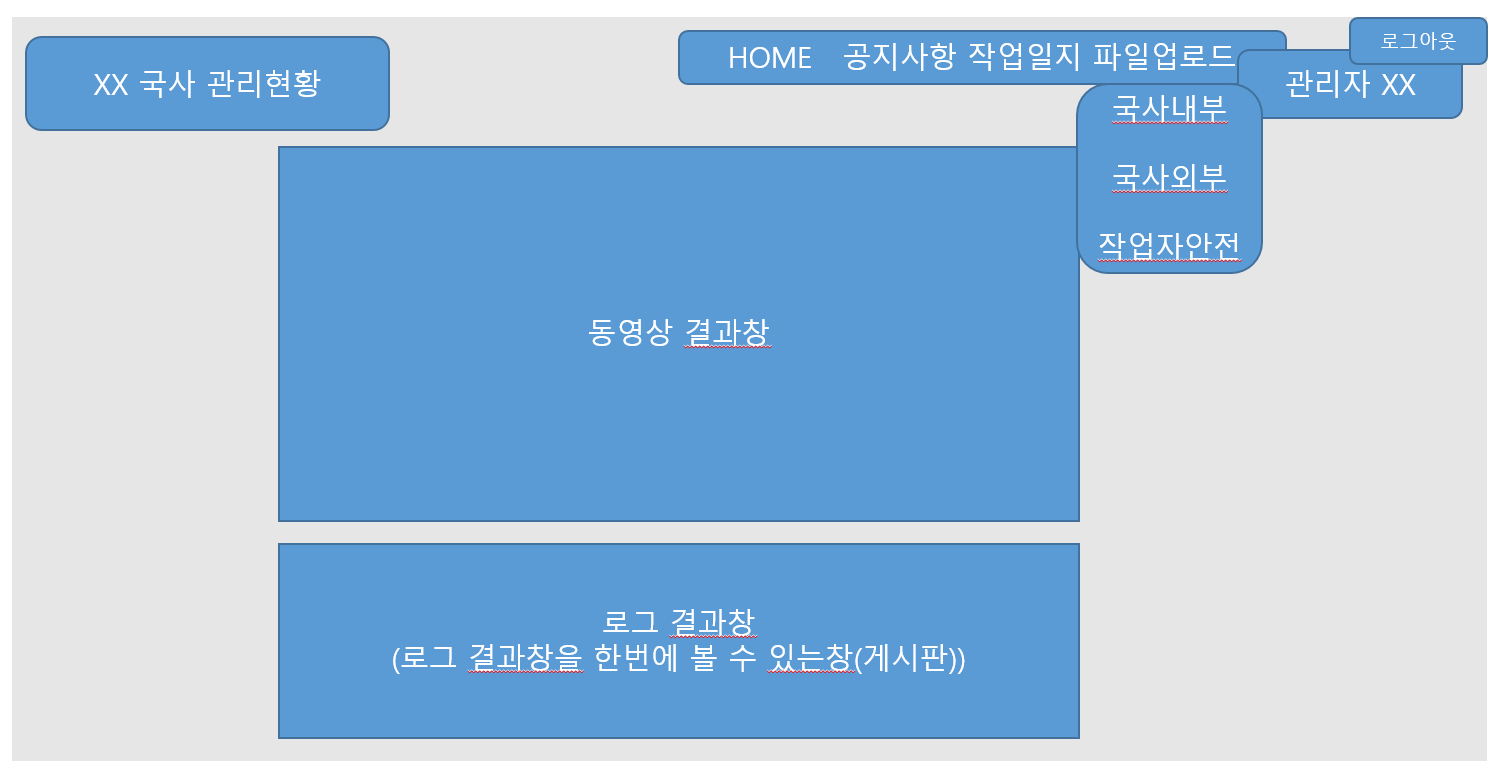 XX 국사 관리현황
HOME 공지사항 작업일지 파일업로드
로그아웃
관리자 XX
국사내부
국사외부
작업자안전
동영상 결과창
로그 결과창
(로그 결과창을 한번에 볼 수 있는창(게시판))